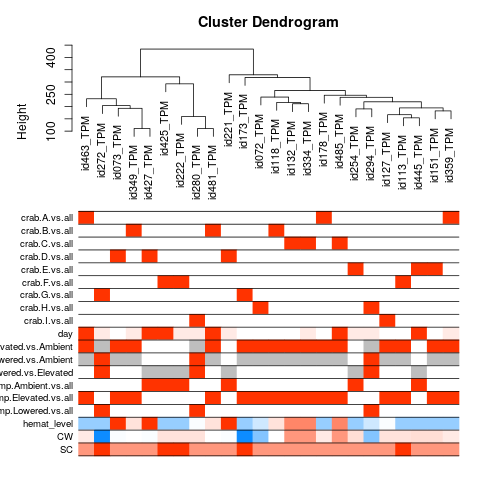 Cluster Dendrogram
Height
400
250
100
id463_TPM
id272_TPM
id073_TPM
id349_TPM
id427_TPM
id425_TPM
id222_TPM
id280_TPM
id481_TPM
id221_TPM
id173_TPM
id072_TPM
id118_TPM
id132_TPM
id334_TPM
id178_TPM
id485_TPM
id254_TPM
id294_TPM
id127_TPM
id113_TPM
id445_TPM
id151_TPM
id359_TPM
crab.A.vs.all
crab.B.vs.all
crab.C.vs.all
crab.D.vs.all
crab.E.vs.all
crab.F.vs.all
crab.G.vs.all
crab.H.vs.all
crab.I.vs.all
day
vated.vs.Ambient
wered.vs.Ambient
wered.vs.Elevated
mp.Ambient.vs.all
mp.Elevated.vs.all
mp.Lowered.vs.all
hemat_level
CW
SC